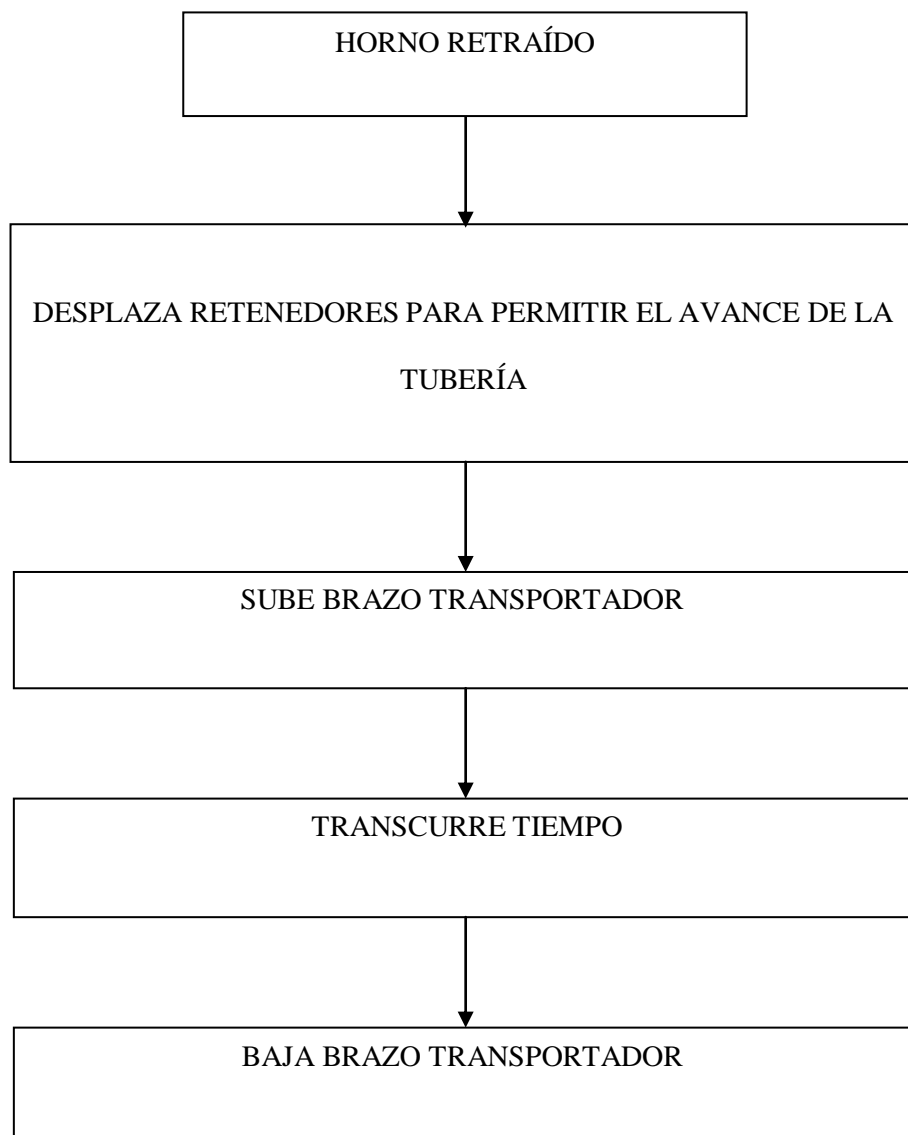 HORNO RETRAÍDO
DESPLAZA RETENEDORES PARA PERMITIR EL AVANCE DE LA
TUBERÍA
SUBE BRAZO TRANSPORTADOR
TRANSCURRE TIEMPO
BAJA BRAZO TRANSPORTADOR